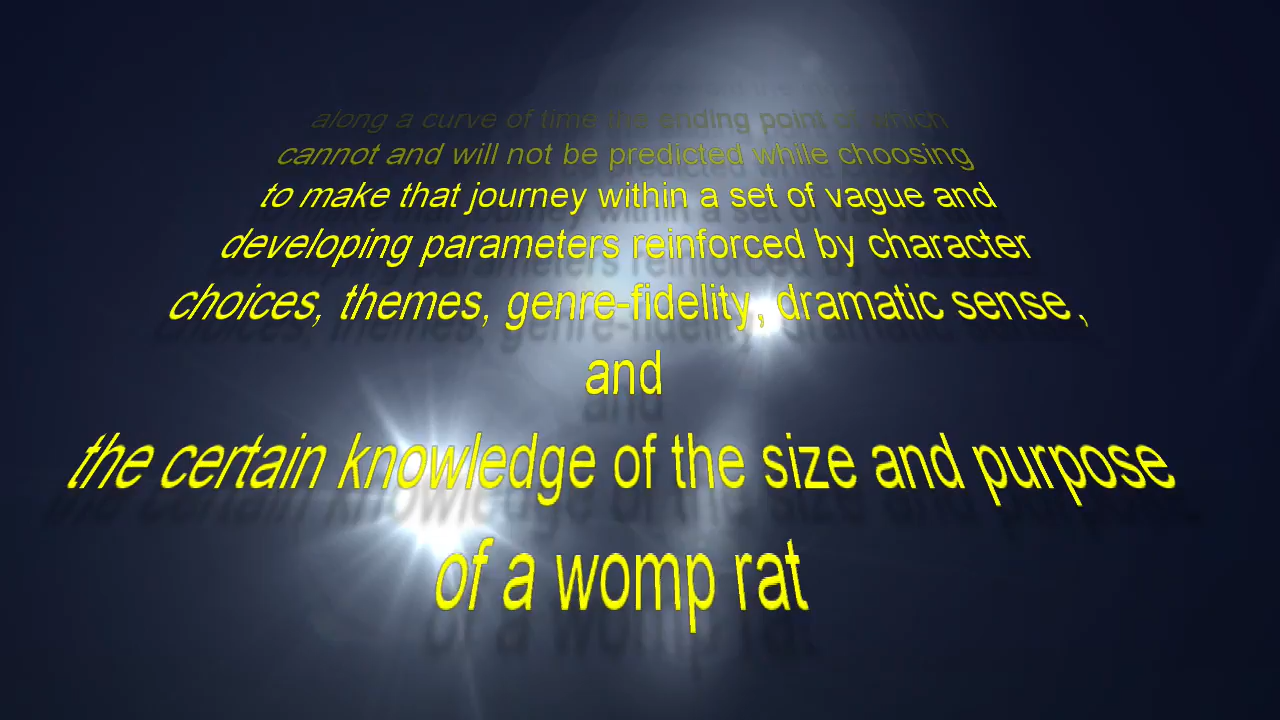 along a curve of time the ending point of which
cannot and will not be predicted while choosing
to make that journey within a set of vague and
developing parameters reinforced by character
choices, themes, genre-fidelity, dramatic sense,
and
the certain knowledge of the size and purpose
of a womp rat